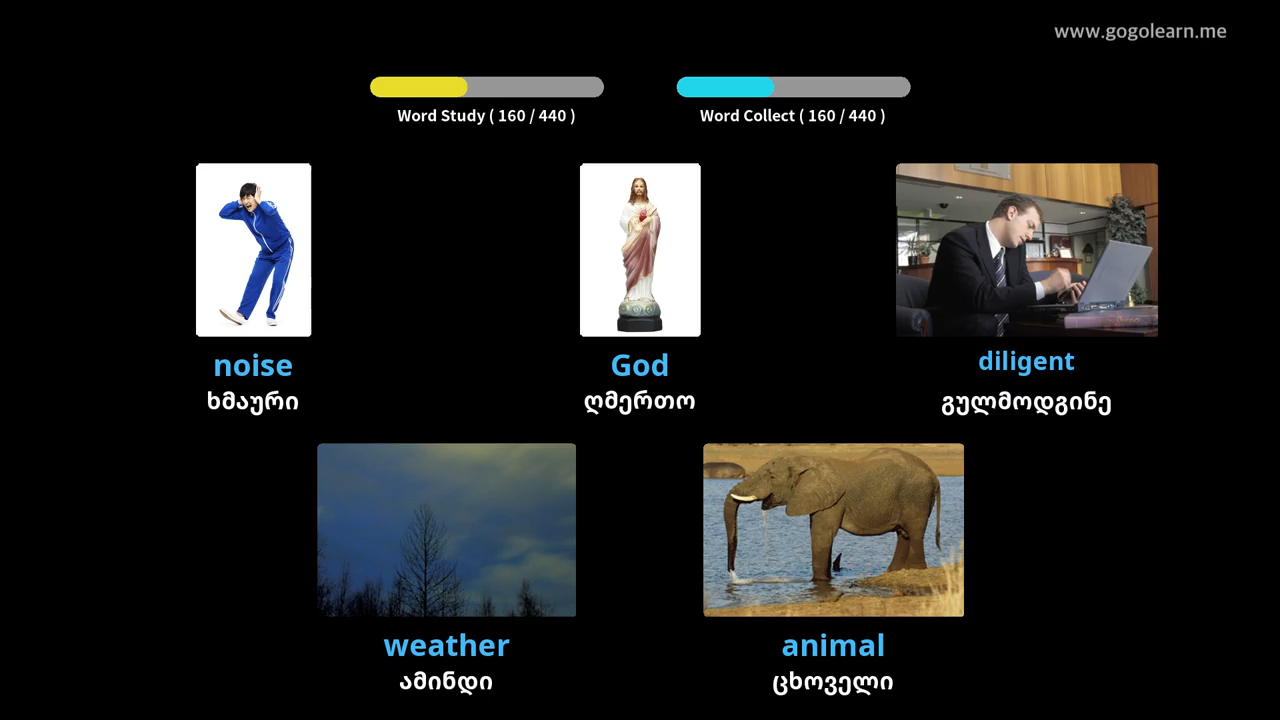 www.gogolearn.me
Word Study ( 160 / 440 )
Word Collect ( 160 / 440 )
noise
ხმაური
God
ღმერთო
diligent
გულმოდგინე
weather
ამინდი
animal
ცხოველი